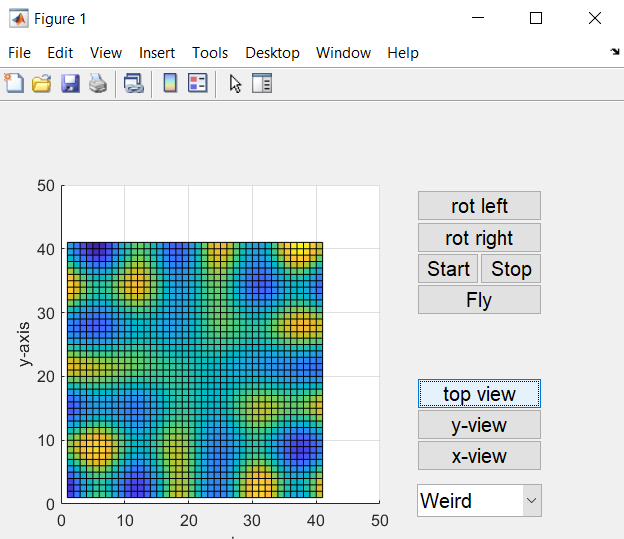 Figure 1
File Edit View Insert Tools Desktop Window Help
50
40
30
20
10
0
y-axis
0 10 20 30 40 50
rot left
rot right
Start Stop
Fly
top view
y-view
x-view
Weird